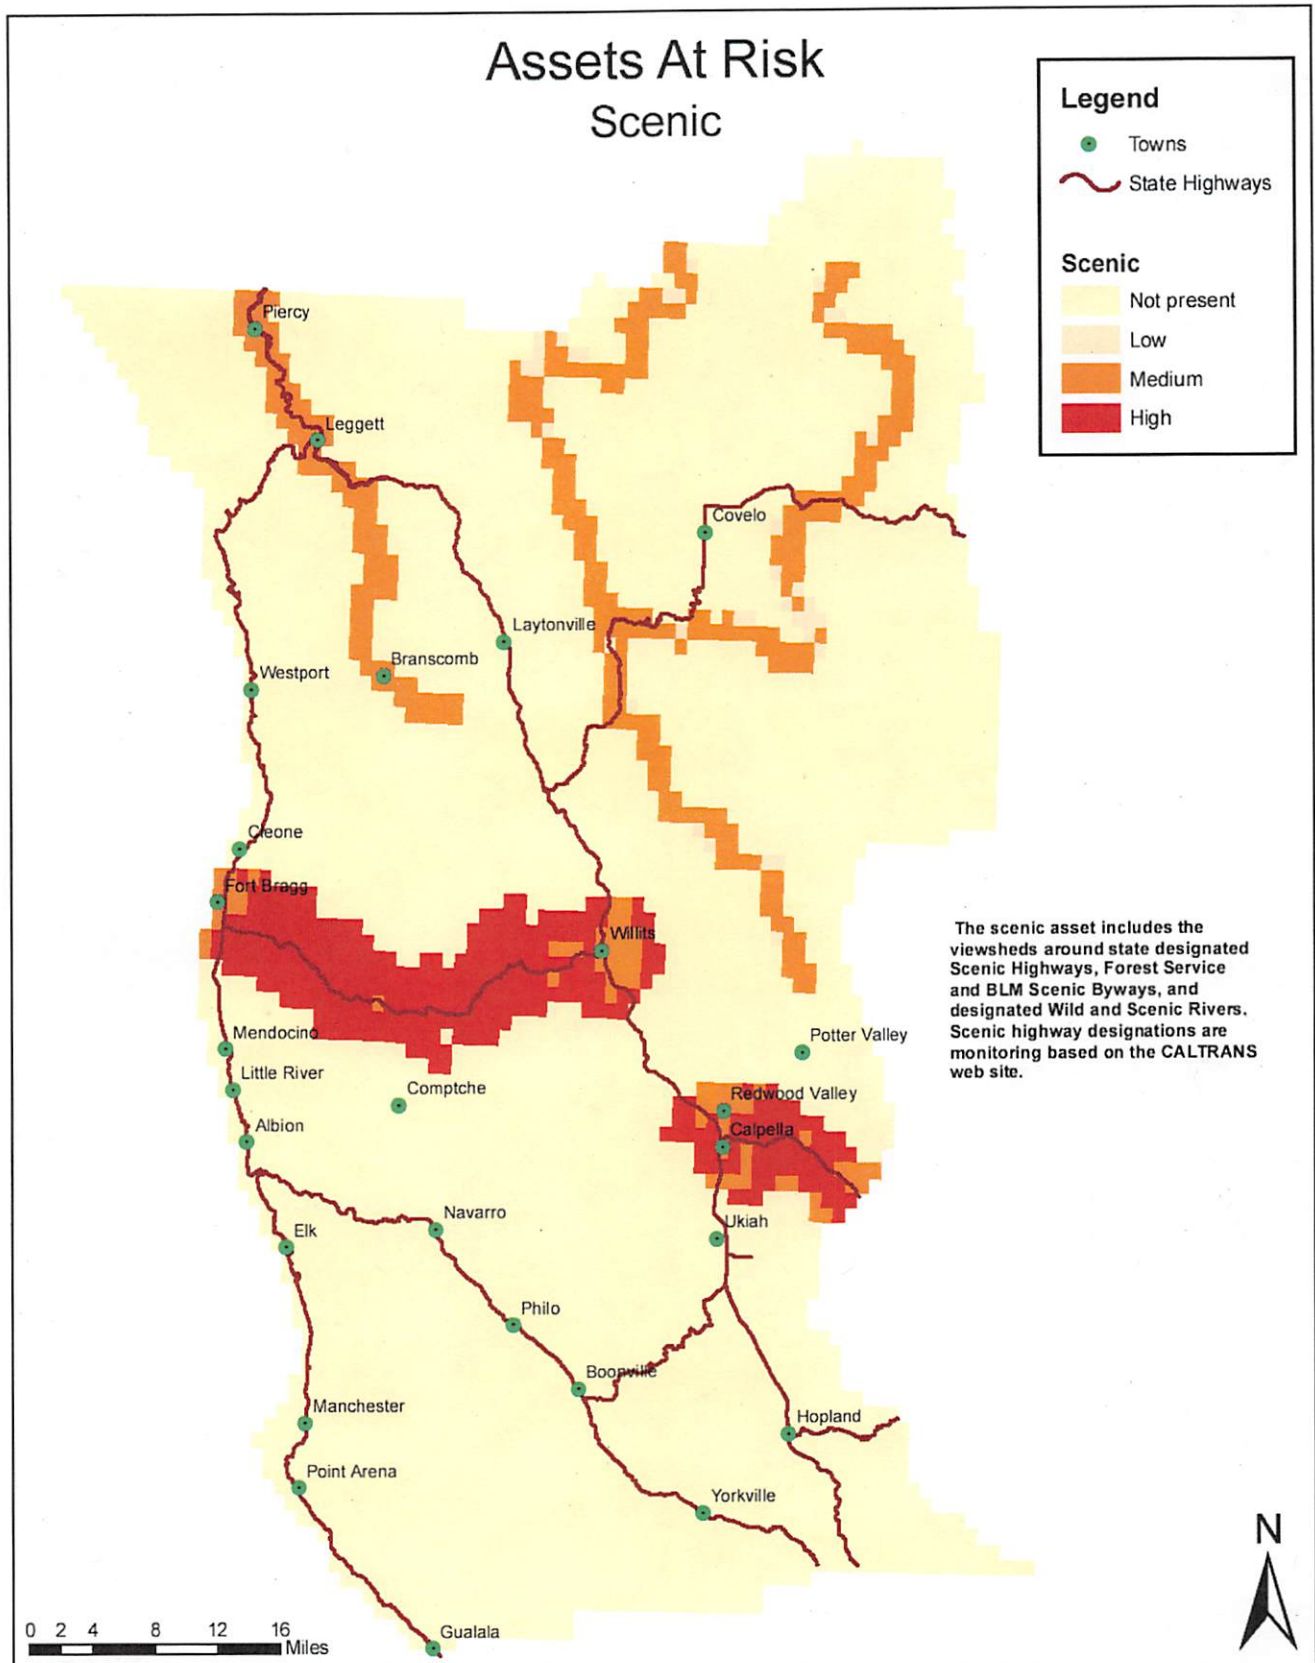 Assets At Risk
Scenic
Legend
Towns
State Highways
Scenic
Not present
Low
Medium
High
Piercy
Leggett
Covelo
Laytonville
Branscomb
Westport
Cleone
Fort Bragg
Willits
The scenic asset includes the
viewsheds around state designated
Scenic Highways, Forest Service
and BLM Scenic Byways, and
designated Wild and Scenic Rivers.
Scenic highway designations are
monitoring based on the CALTRANS
web site.
Mendocino
Potter Valley
Little River
Comptche
Redwood Valley
Albion
Calpella
Navarro
Ukiah
Elk
Philo
Boonville
Manchester
Hopland
Point Arena
Yorkville
N
Gualala
0 2 4 8 12 16
Miles